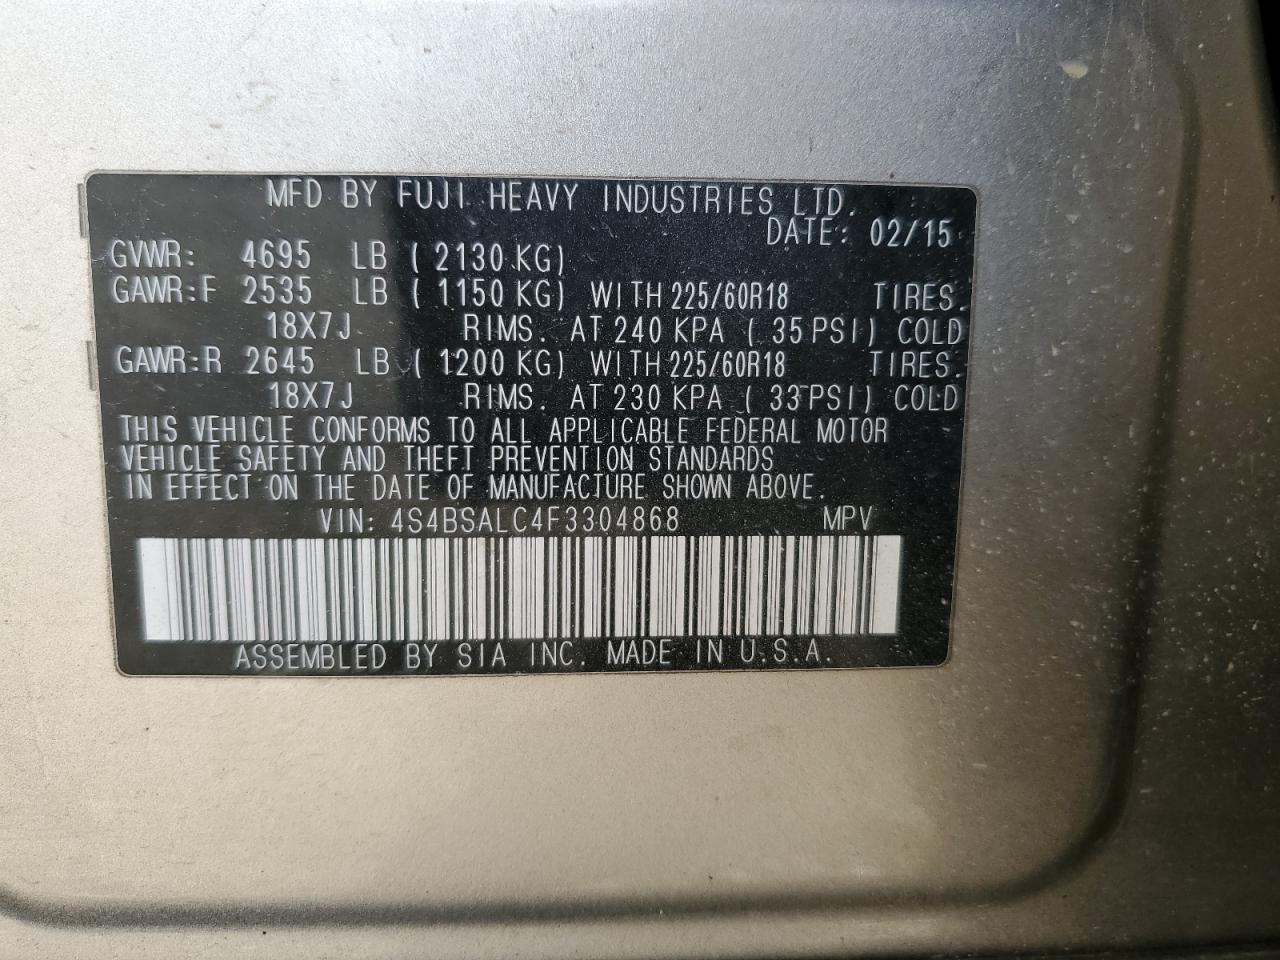 MFD BY FUJI HEAVY INDUSTRIES LTD.
DATE: 02/15
GVWR: 4695 LB ( 2130 KG)
GAWR:F 2535 LB ( 1150 KG) WITH 225/60R18 TIRES.
18X7J RIMS. AT 240 KPA ( 35 PSI) COLD
GAWR:R 2645 LB ( 1200 KG) WITH 225/60R18 TIRES.
18X7J RIMS. AT 230 KPA ( 33 PSI) COLD
THIS VEHICLE CONFORMS TO ALL APPLICABLE FEDERAL MOTOR
VEHICLE SAFETY AND THEFT PREVENTION STANDARDS
IN EFFECT ON THE DATE OF MANUFACTURE SHOWN ABOVE.
VIN: 4S4BSALC4F3304868 MPV
ASSEMBLED BY SIA INC. MADE IN U.S.A.